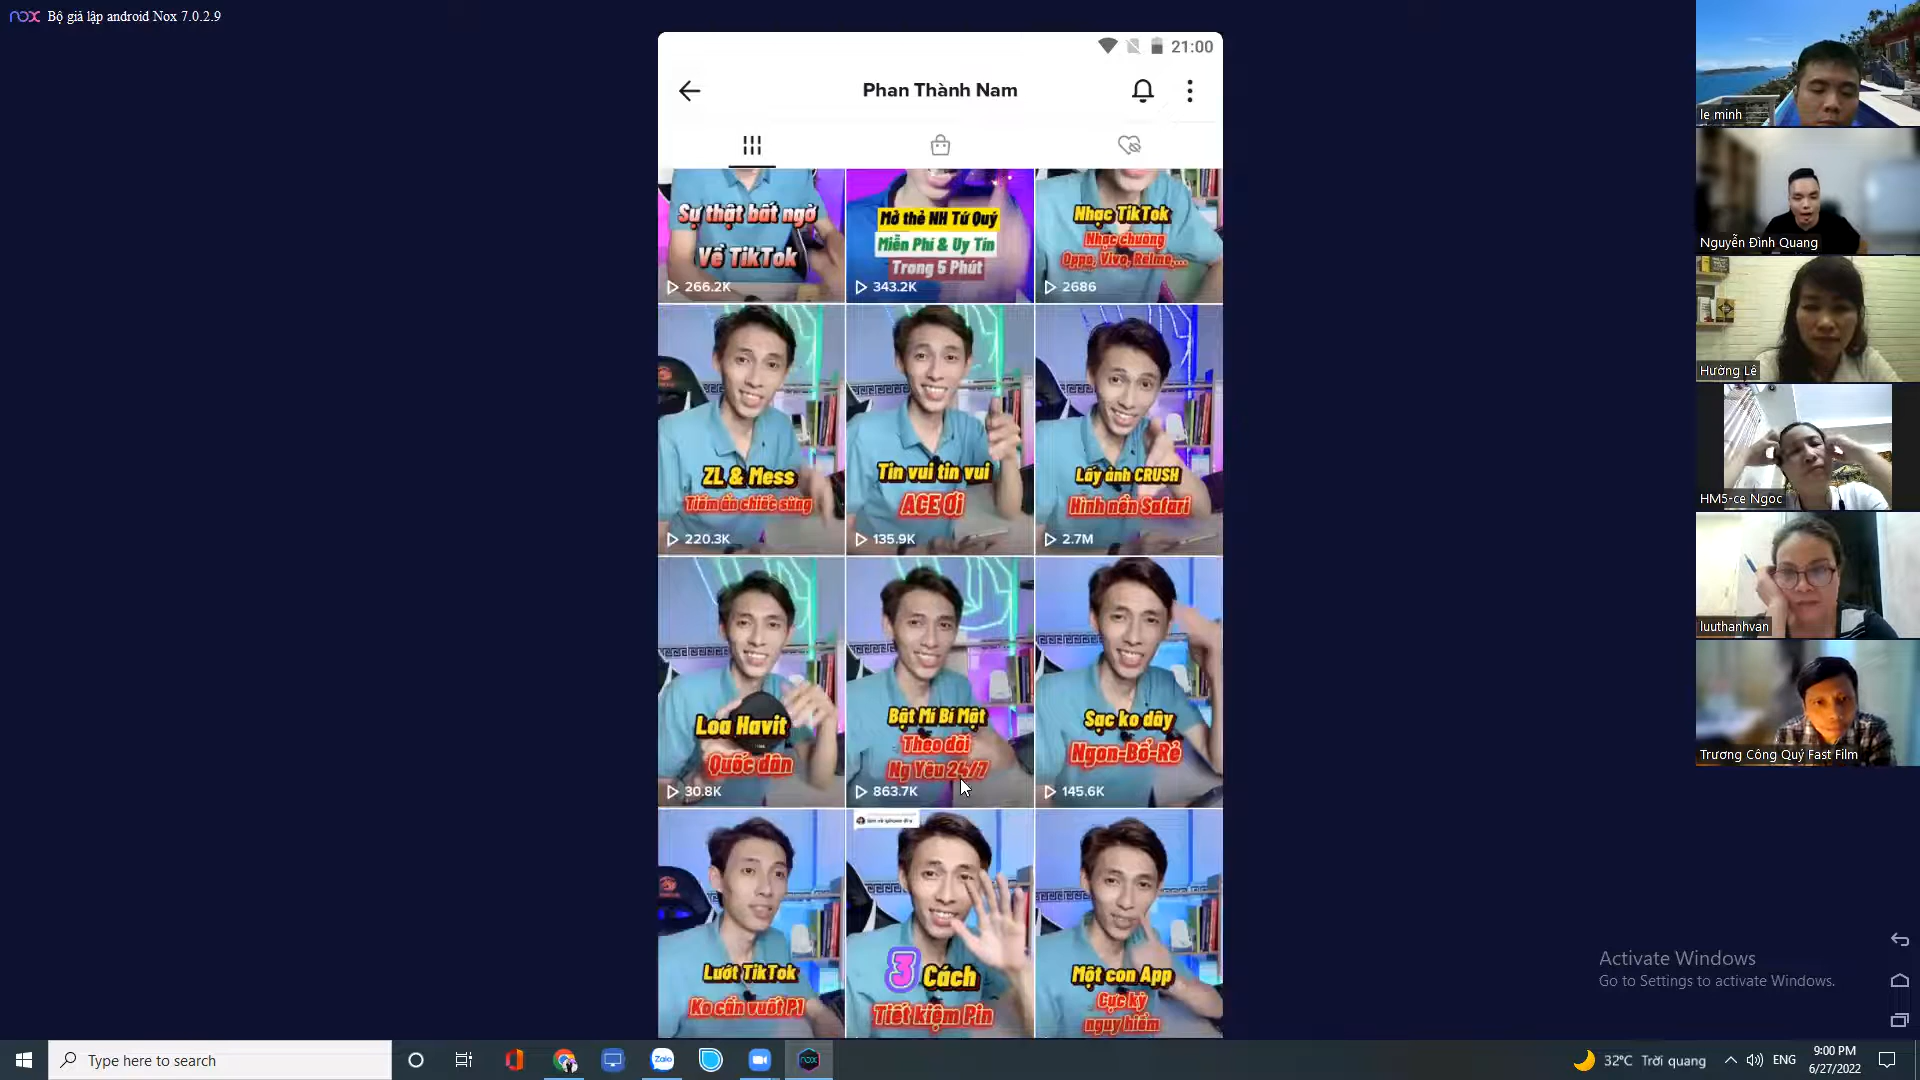 nox Bộ giả lập android Nox 7.0.2.9
21:00
Phan Thành Nam
Sự thật bất ngờ
Về TikTok
266.2K
Mở thẻ NH Tứ Quý
Miễn Phí & Uy Tín
Trong 5 Phút
343.2K
Nhạc TikTok
Nhạc chuông
Oppo, Vivo, Relme,...
2686
ZL & Mess
Tiềm ẩn chiếc sừng
220.3K
Tin vui tin vui
ACE Ơi
135.9K
Lấy ảnh CRUSH
Hình nền Safari
2.7M
Loa Havit
Quốc dân
30.8K
Bật Mí Bí Mật
Theo dõi
Ng Yêu 24/7
863.7K
Sạc ko dây
Ngon-Bổ-Rẻ
145.6K
Lướt TikTok
Ko cần vuốt P1
3 Cách
Tiết kiệm Pin
Một con App
Cực kỳ
nguy hiểm
le minh
Nguyễn Đình Quang
Hường Lê
HM5-ce Ngoc
luuthanhvan
Trương Công Quý Fast Film
Activate Windows
Go to Settings to activate Windows.
Type here to search
Zalo
nox
32°C Trời quang
ENG
9:00 PM
6/27/2022